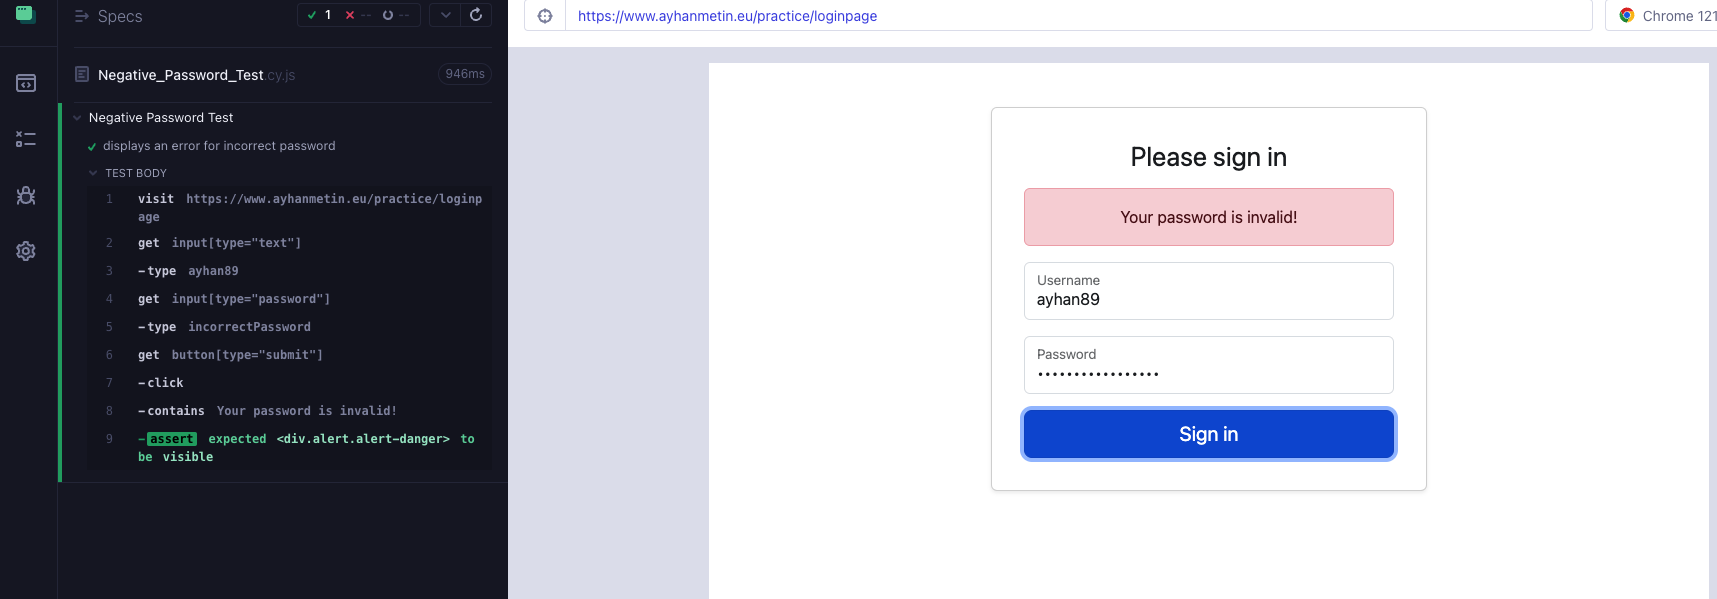 Specs
1
--
--
Negative_Password_Test.cy.js
946ms
Negative Password Test
displays an error for incorrect password
TEST BODY
1 visit https://www.ayhanmetin.eu/practice/loginp
age
2 get input[type="text"]
3 -type ayhan89
4 get input[type="password"]
5 -type incorrectPassword
6 get button[type="submit"]
7 -click
8 -contains Your password is invalid!
9 -assert expected <div.alert.alert-danger> to
be visible
https://www.ayhanmetin.eu/practice/loginpage
Chrome 121
Please sign in
Your password is invalid!
Username
ayhan89
Password
•••••••••••••••••
Sign in